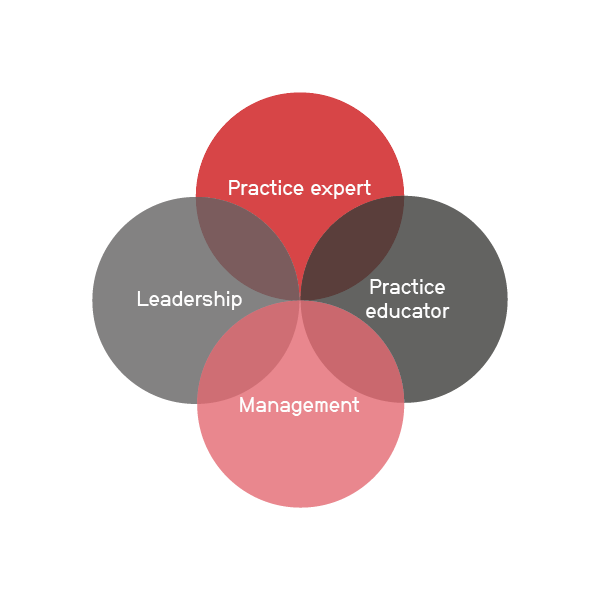 Practice expert
Leadership
Practice
educator
Management